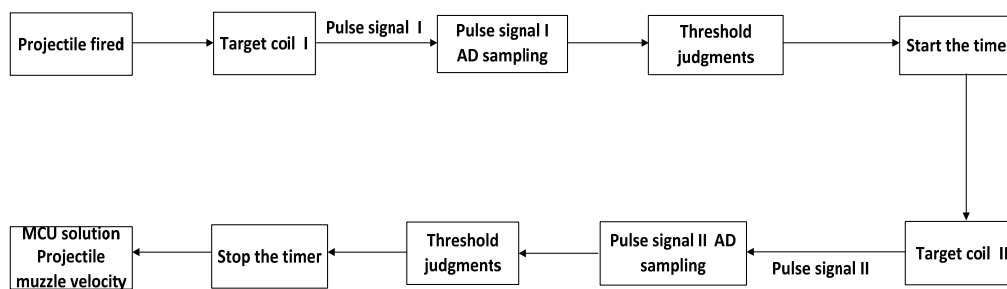 Projectile fired
Target coil I
Pulse signal I
Pulse signal I
AD sampling
Threshold
judgments
Start the timer
Target coil II
Pulse signal II
Pulse signal II AD
sampling
Threshold
judgments
Stop the timer
MCU solution
Projectile
muzzle velocity